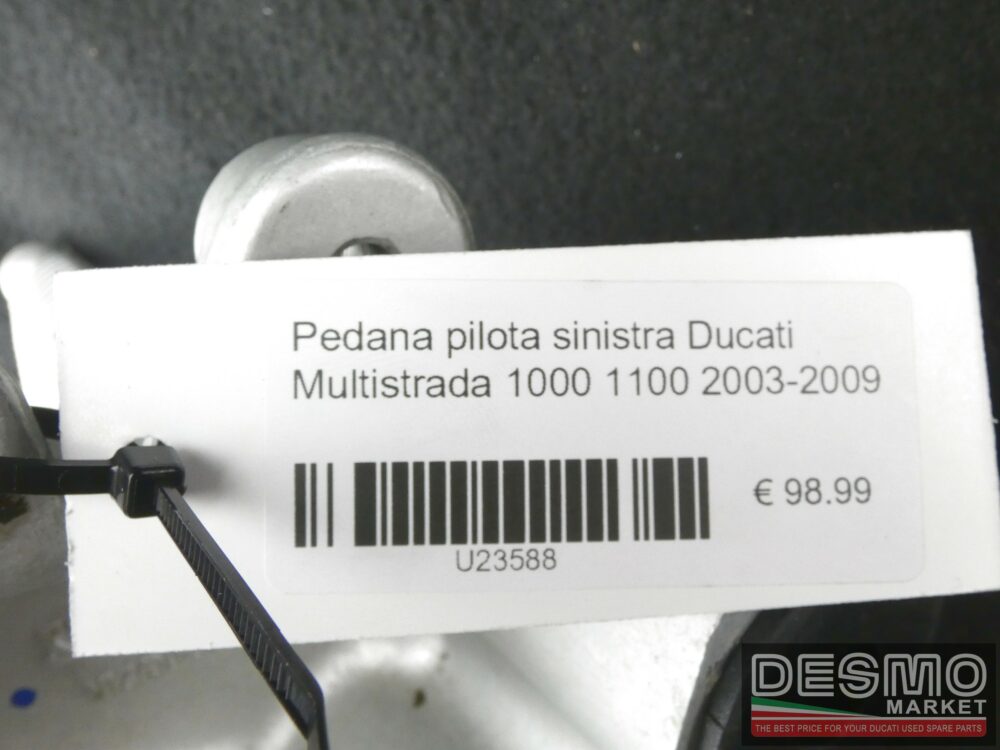 Pedana pilota sinistra Ducati
Multistrada 1000 1100 2003-2009
€ 98.99
U23588
DESMO
MARKET
THE BEST PRICE FOR YOUR DUCATI USED SPARE PARTS